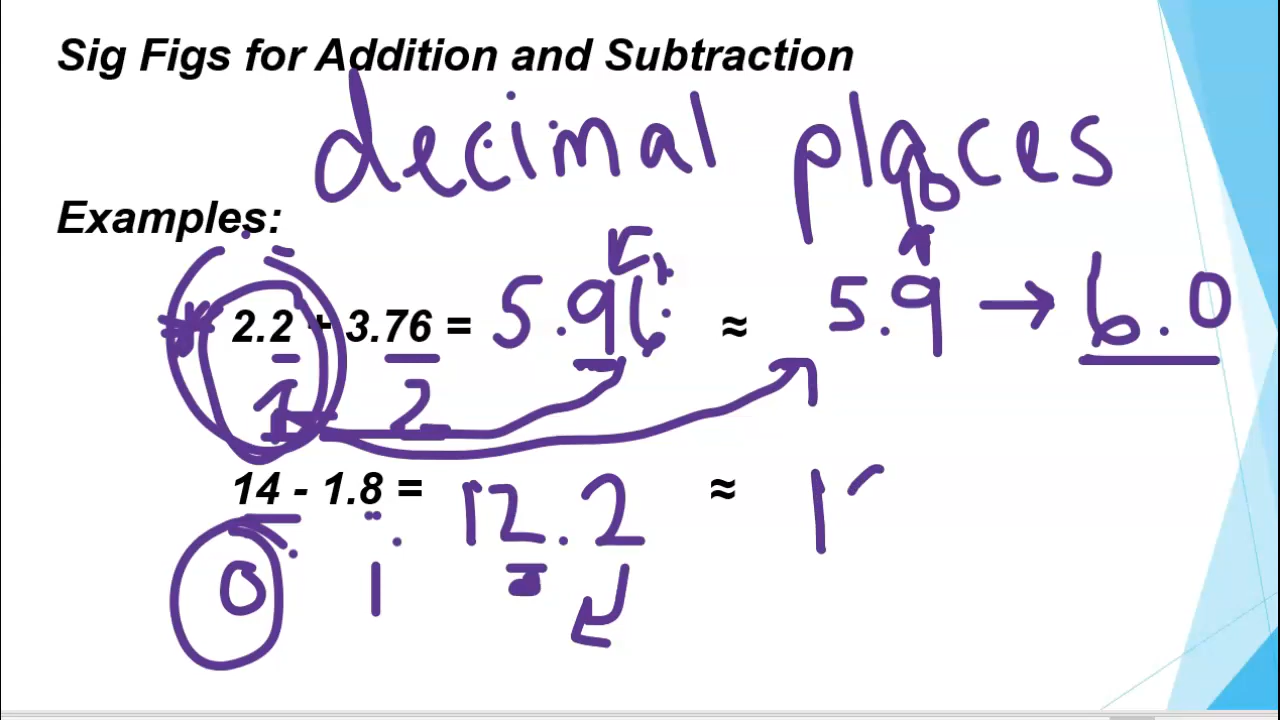 Sig Figs for Addition and Subtraction
decimal places
Examples:
2.2 + 3.76 = 5.96 ≈ 5.9 → 6.0
1 2
14 - 1.8 = 12.2 ≈ 1
0 1